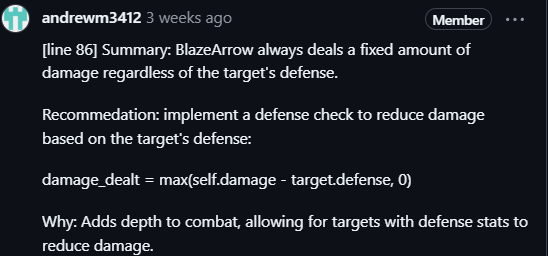 andrewm3412 3 weeks ago Member ...
[line 86] Summary: BlazeArrow always deals a fixed amount of
damage regardless of the target's defense.
Recommedation: implement a defense check to reduce damage
based on the target's defense:
damage_dealt = max(self.damage - target.defense, 0)
Why: Adds depth to combat, allowing for targets with defense stats to
reduce damage.